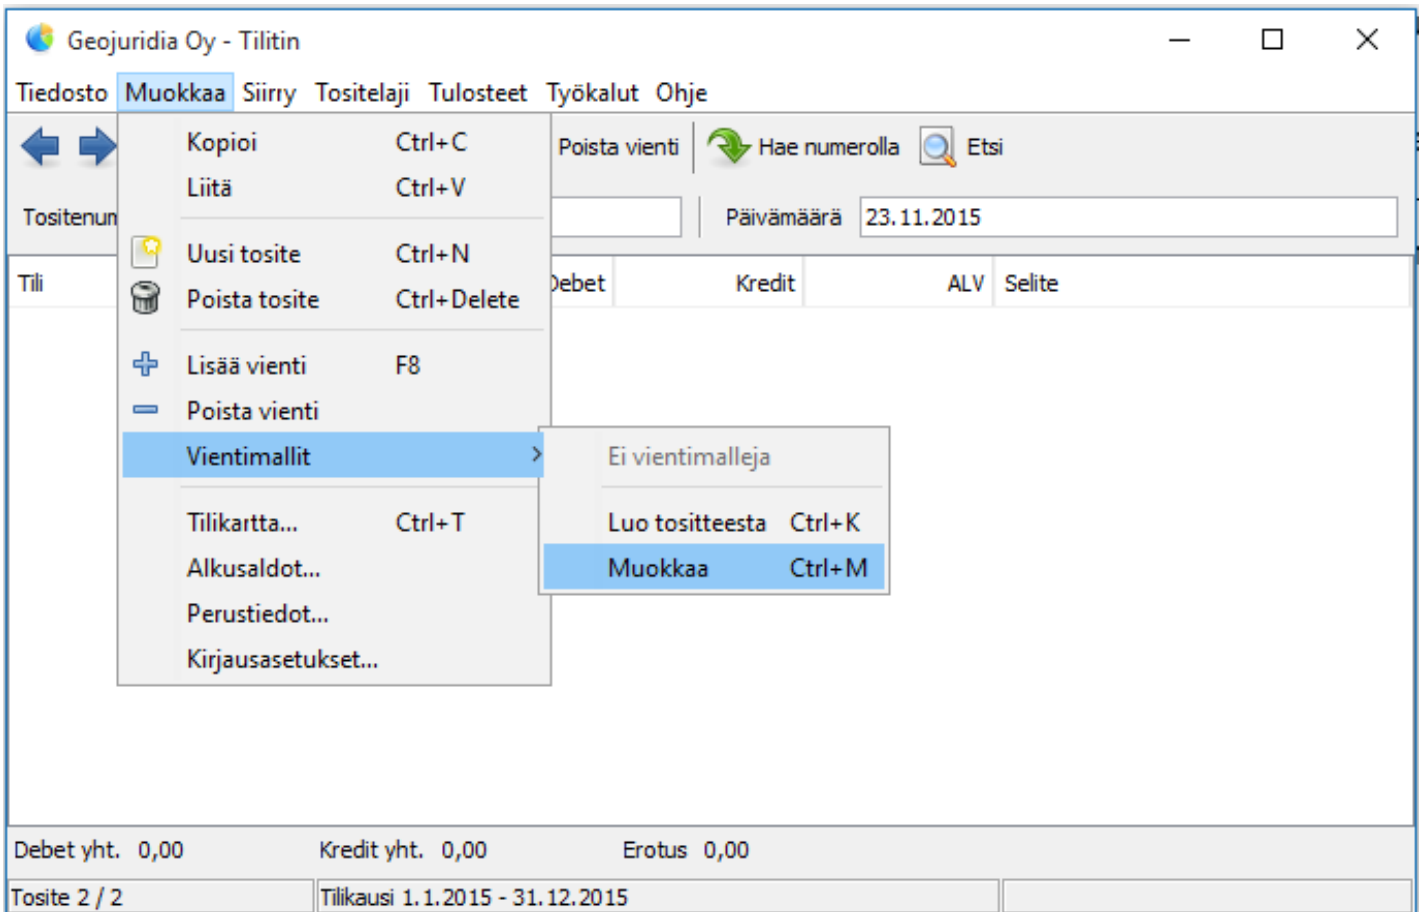 Geojuridia Oy - Tilitin
Tiedosto Muokkaa Siirry Tositelaji Tulosteet Työkalut Ohje
Poista vienti Hae numerolla Etsi
Kopioi Ctrl+C
Liitä Ctrl+V
Päivämäärä 23.11.2015
Uusi tosite Ctrl+N
Tili Debet Kredit ALV Selite
Poista tosite Ctrl+Delete
Lisää vienti F8
Poista vienti
Vientimallit >
Ei vientimalleja
Tilikartta... Ctrl+T
Luo tositteesta Ctrl+K
Alkusaldot...
Muokkaa Ctrl+M
Perustiedot...
Kirjausasetukset...
Debet yht. 0,00 Kredit yht. 0,00 Erotus 0,00
Tosite 2 / 2 Tilikausi 1.1.2015 - 31.12.2015